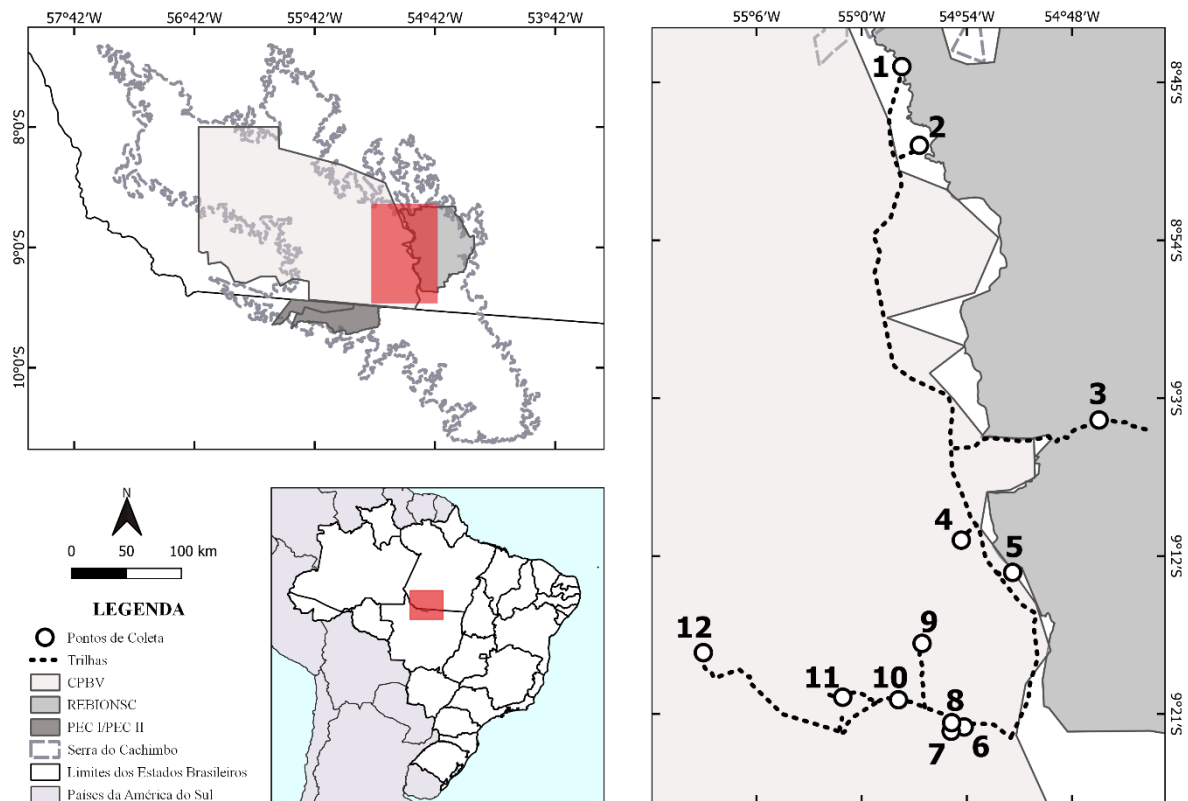 57°42'W 56°42'W 55°42'W 54°42'W 53°42'W
8°0'S
9°0'S
10°0'S
55°6'W 55°0'W 54°54'W 54°48'W
8°45'S
8°54'S
9°3'S
9°12'S
9°21'S
1
2
3
4
5
9
12
11
10
8
7
6
N
0 50 100 km
LEGENDA
Pontos de Coleta
Trilhas
CPBV
REBIONSC
PEC I/PEC II
Serra do Cachimbo
Limites dos Estados Brasileiros
Países da América do Sul